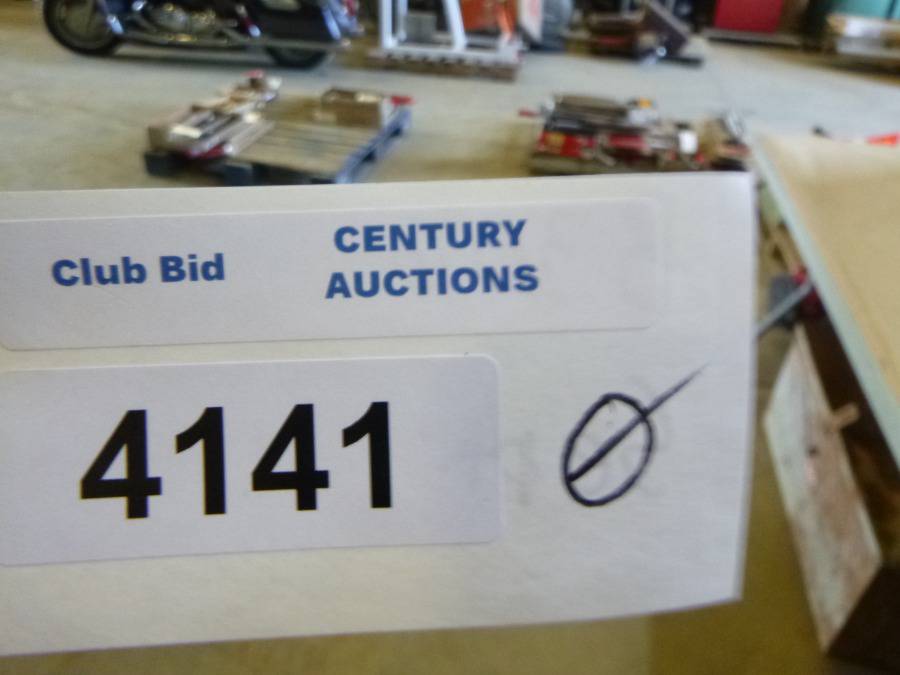 Club Bid
CENTURY
AUCTIONS
4141
Ø